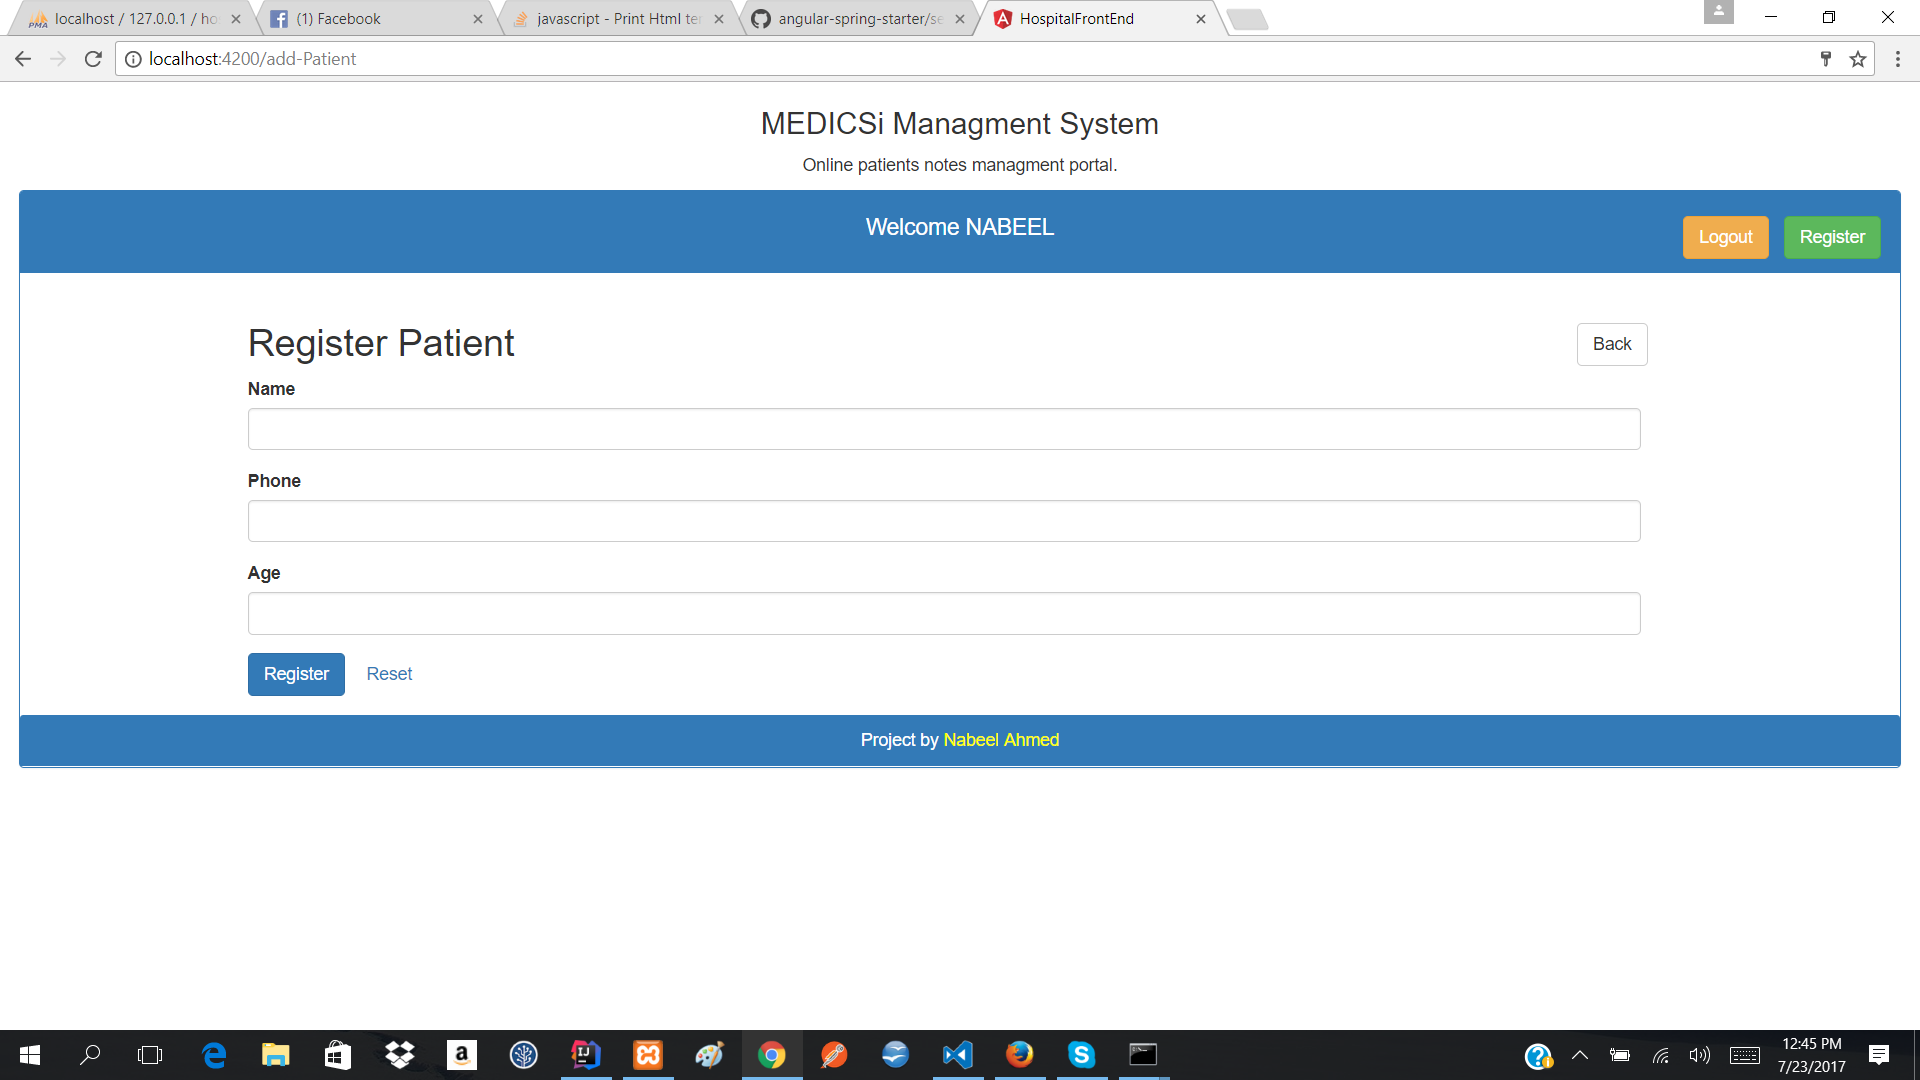 localhost / 127.0.0.1 / ho
(1) Facebook
javascript - Print Html te
angular-spring-starter/se
HospitalFrontEnd
localhost:4200/add-Patient
MEDICSi Managment System
Online patients notes managment portal.
Welcome NABEEL
Logout
Register
Register Patient
Back
Name
Phone
Age
Register
Reset
Project by Nabeel Ahmed
12:45 PM
7/23/2017